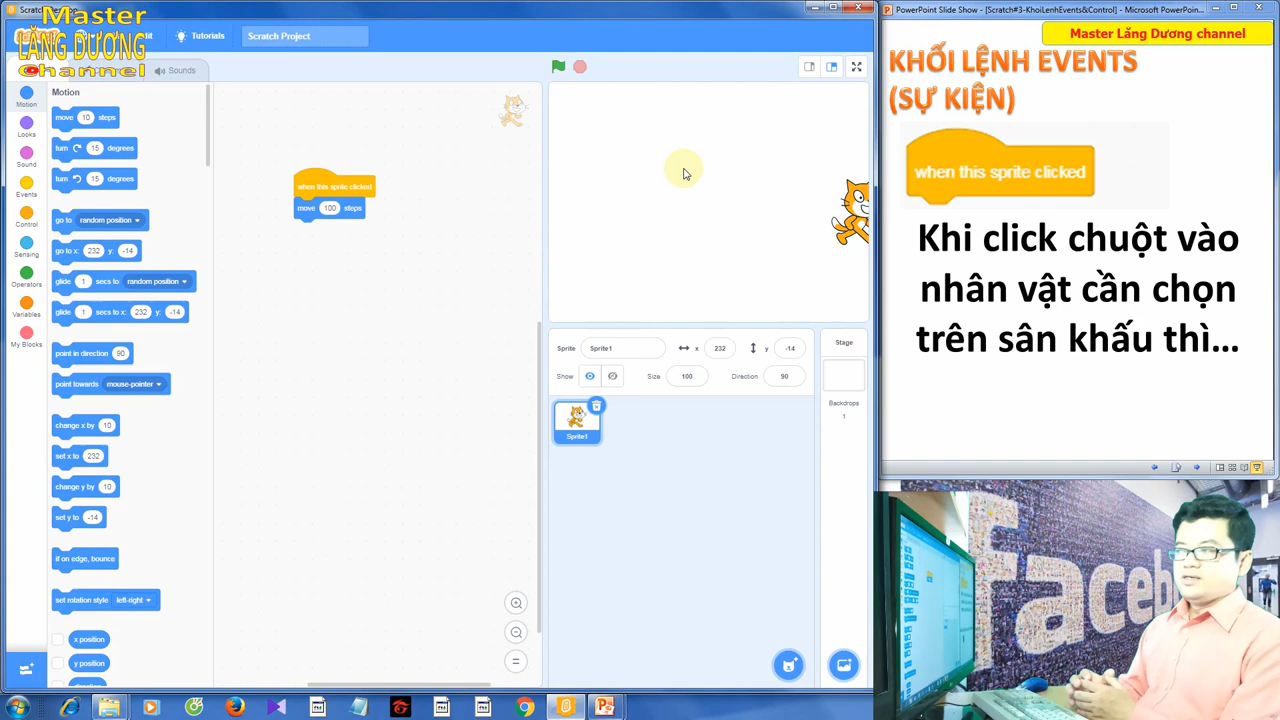 Scratch Desktop
Master
LĂNG DƯƠNG
Channel
Tutorials
Scratch Project
Sounds
Motion
Looks
Sound
Events
Control
Sensing
Operators
Variables
My Blocks
Motion
move 10 steps
turn 15 degrees
turn 15 degrees
go to random position
go to x: 232 y: -14
glide 1 secs to random position
glide 1 secs to x: 232 y: -14
point in direction 90
point towards mouse-pointer
change x by 10
set x to 232
change y by 10
set y to -14
if on edge, bounce
set rotation style left-right
x position
y position
when this sprite clicked
move 100 steps
Sprite Sprite1 x 232 y -14
Show Size 100 Direction 90
Sprite1
Stage
Backdrops
1
PowerPoint Slide Show - [Scratch#3-KhoiLenhEvents&Control] - Microsoft PowerPoin...
Master Lăng Dương channel
KHỐI LỆNH EVENTS
(SỰ KIỆN)
when this sprite clicked
Khi click chuột vào
nhân vật cần chọn
trên sân khấu thì...
Facebo